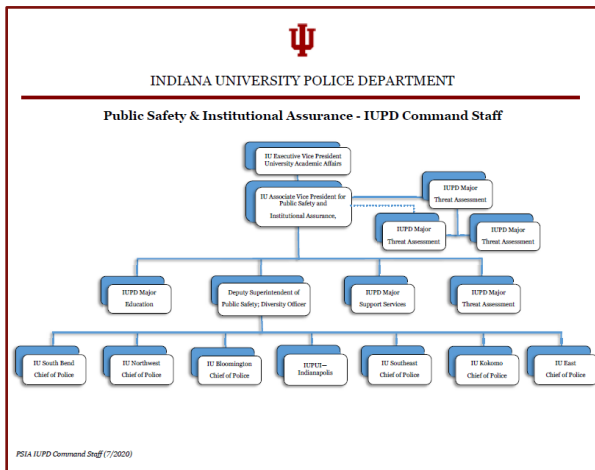 INDIANA UNIVERSITY POLICE DEPARTMENT
Public Safety & Institutional Assurance - IUPD Command Staff
IU Executive Vice President
University Academic Affairs
IU Associate Vice President for
Public Safety and
Institutional Assurance,
IUPD Major
Threat Assessment
IUPD Major
Threat Assessment
IUPD Major
Threat Assessment
IUPD Major
Education
Deputy Superintendent of
Public Safety; Diversity Officer
IUPD Major
Support Services
IUPD Major
Threat Assessment
IU South Bend
Chief of Police
IU Northwest
Chief of Police
IU Bloomington
Chief of Police
IUPUI—
Indianapolis
IU Southeast
Chief of Police
IU Kokomo
Chief of Police
IU East
Chief of Police
PSIA IUPD Command Staff (7/2020)